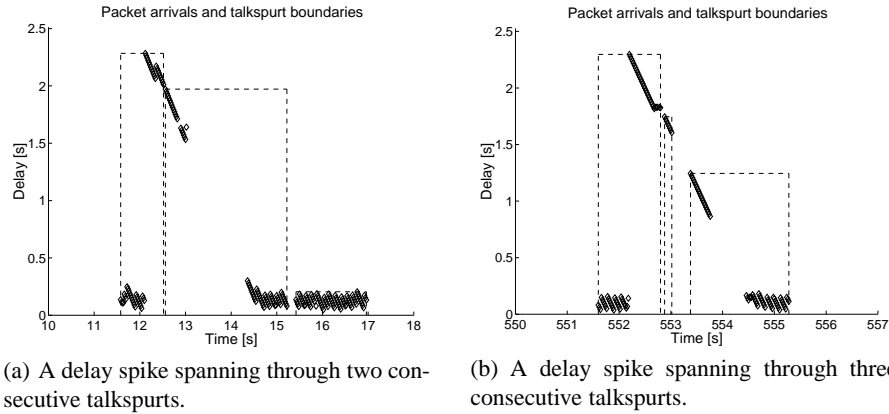 Packet arrivals and talkspurt boundaries
2.5
2
1.5
1
0.5
0
Delay [s]
10 11 12 13 14 15 16 17 18
Time [s]
(a) A delay spike spanning through two con-
secutive talkspurts.
Packet arrivals and talkspurt boundaries
2.5
2
1.5
1
0.5
0
Delay [s]
550 551 552 553 554 555 556 557
Time [s]
(b) A delay spike spanning through three
consecutive talkspurts.